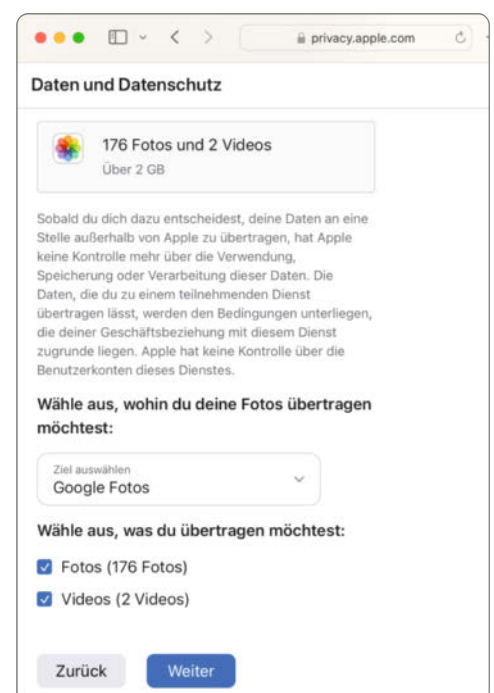 privacy.apple.com
Daten und Datenschutz
176 Fotos und 2 Videos
Über 2 GB
Sobald du dich dazu entscheidest, deine Daten an eine
Stelle außerhalb von Apple zu übertragen, hat Apple
keine Kontrolle mehr über die Verwendung,
Speicherung oder Verarbeitung dieser Daten. Die
Daten, die du zu einem teilnehmenden Dienst
übertragen lässt, werden den Bedingungen unterliegen,
die deiner Geschäftsbeziehung mit diesem Dienst
zugrunde liegen. Apple hat keine Kontrolle über die
Benutzerkonten dieses Dienstes.
Wähle aus, wohin du deine Fotos übertragen
möchtest:
Ziel auswählen
Google Fotos
Wähle aus, was du übertragen möchtest:
Fotos (176 Fotos)
Videos (2 Videos)
Zurück Weiter